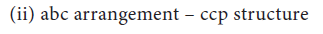 (ii) abc arrangement – ccp structure